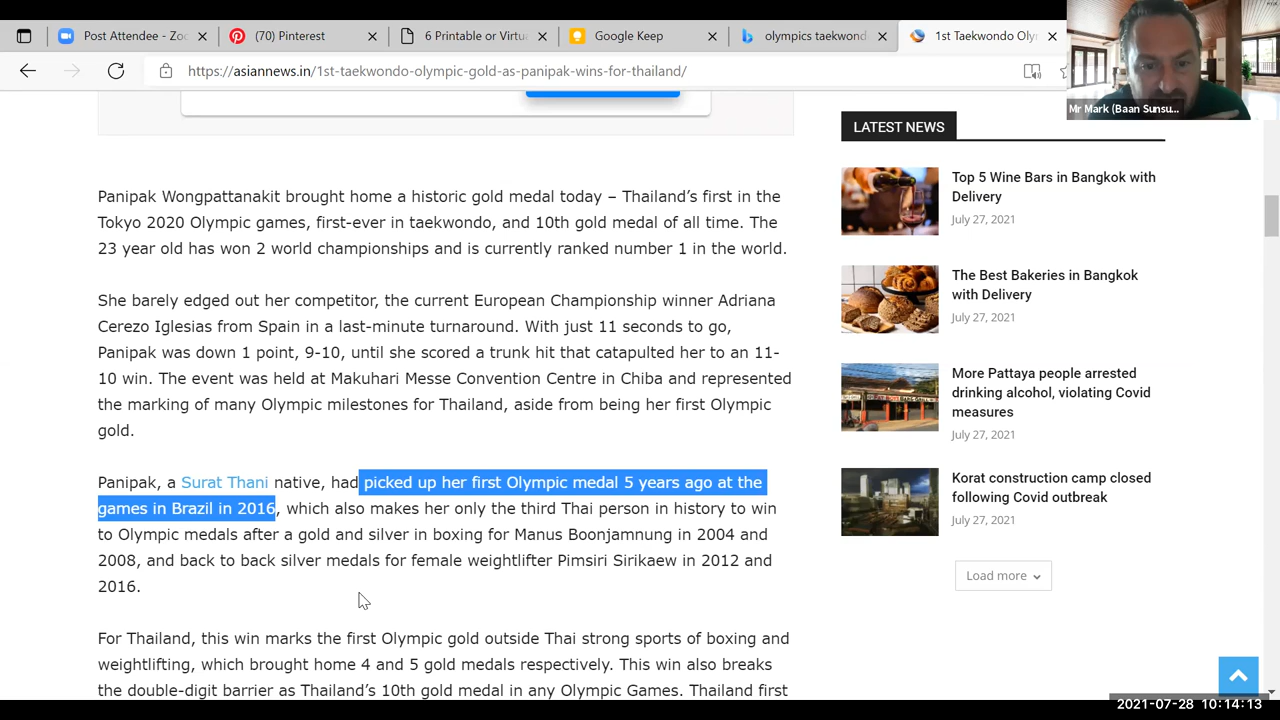 Post Attendee - Zoo
(70) Pinterest
6 Printable or Virtua
Google Keep
olympics taekwond
1st Taekwondo Oly
https://asiannews.in/1st-taekwondo-olympic-gold-as-panipak-wins-for-thailand/
Mr Mark (Baan Sunsu...
Panipak Wongpattanakit brought home a historic gold medal today – Thailand's first in the
Tokyo 2020 Olympic games, first-ever in taekwondo, and 10th gold medal of all time. The
23 year old has won 2 world championships and is currently ranked number 1 in the world.
She barely edged out her competitor, the current European Championship winner Adriana
Cerezo Iglesias from Spain in a last-minute turnaround. With just 11 seconds to go,
Panipak was down 1 point, 9-10, until she scored a trunk hit that catapulted her to an 11-
10 win. The event was held at Makuhari Messe Convention Centre in Chiba and represented
the marking of many Olympic milestones for Thailand, aside from being her first Olympic
gold.
Panipak, a Surat Thani native, had picked up her first Olympic medal 5 years ago at the
games in Brazil in 2016, which also makes her only the third Thai person in history to win
to Olympic medals after a gold and silver in boxing for Manus Boonjamnung in 2004 and
2008, and back to back silver medals for female weightlifter Pimsiri Sirikaew in 2012 and
2016.
For Thailand, this win marks the first Olympic gold outside Thai strong sports of boxing and
weightlifting, which brought home 4 and 5 gold medals respectively. This win also breaks
the double-digit barrier as Thailand's 10th gold medal in any Olympic Games. Thailand first
LATEST NEWS
Top 5 Wine Bars in Bangkok with
Delivery
July 27, 2021
The Best Bakeries in Bangkok
with Delivery
July 27, 2021
More Pattaya people arrested
drinking alcohol, violating Covid
measures
July 27, 2021
Korat construction camp closed
following Covid outbreak
July 27, 2021
Load more
2021-07-28 10:14:13